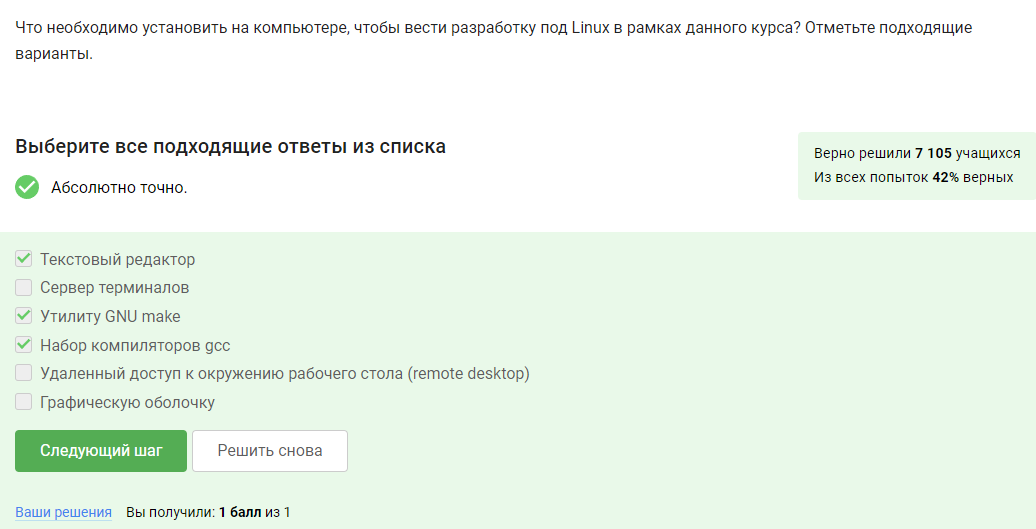 Что необходимо установить на компьютере, чтобы вести разработку под Linux в рамках данного курса? Отметьте подходящие
варианты.
Выберите все подходящие ответы из списка
Абсолютно точно.
Верно решили 7 105 учащихся
Из всех попыток 42% верных
Текстовый редактор
Сервер терминалов
Утилиту GNU make
Набор компиляторов gcc
Удаленный доступ к окружению рабочего стола (remote desktop)
Графическую оболочку
Следующий шаг
Решить снова
Ваши решения Вы получили: 1 балл из 1